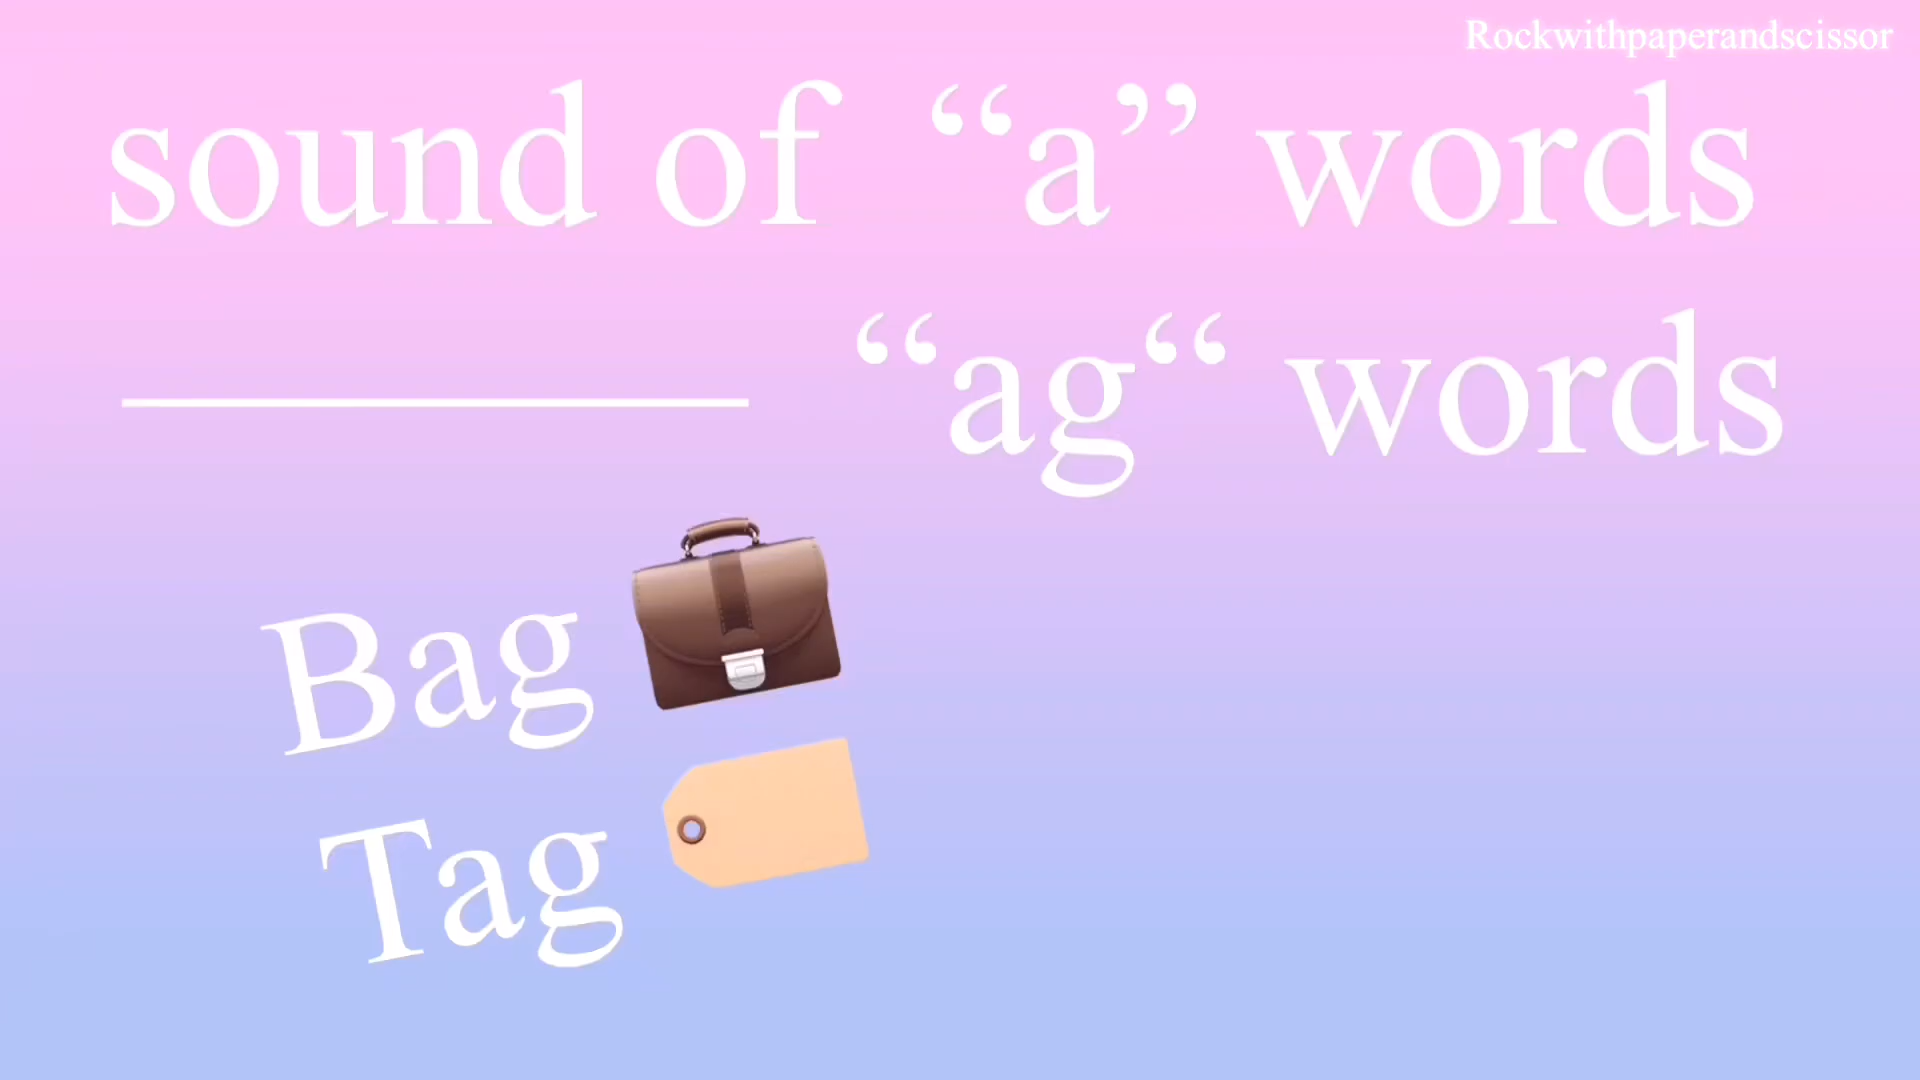 Rockwithpaperandscissor
sound of “a” words
“ag“ words
Bag
Tag